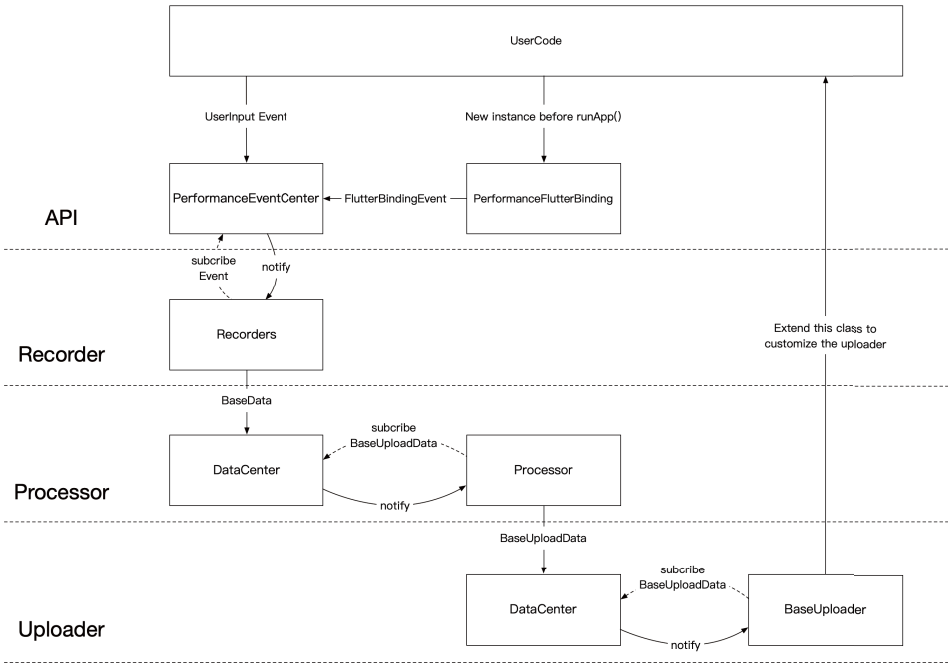 UserCode
UserInput Event
New instance before runApp()
PerformanceEventCenter
FlutterBindingEvent
PerformanceFlutterBinding
API
subcribe
Event
notify
Recorders
Extend this class to
customize the uploader
Recorder
BaseData
subcribe
BaseUploadData
DataCenter
Processor
Processor
notify
BaseUploadData
subcribe
BaseUploadData
DataCenter
BaseUploader
Uploader
notify